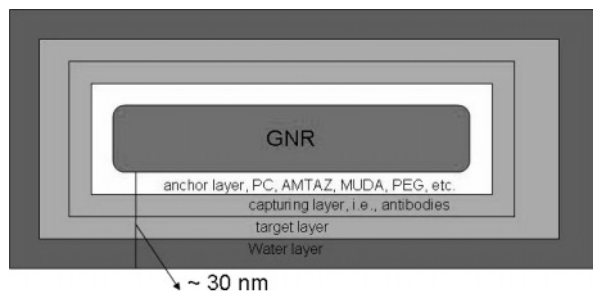 GNR
anchor layer, PC, AMTAZ, MUDA, PEG, etc.
capturing layer, i.e., antibodies
target layer
Water layer
~ 30 nm